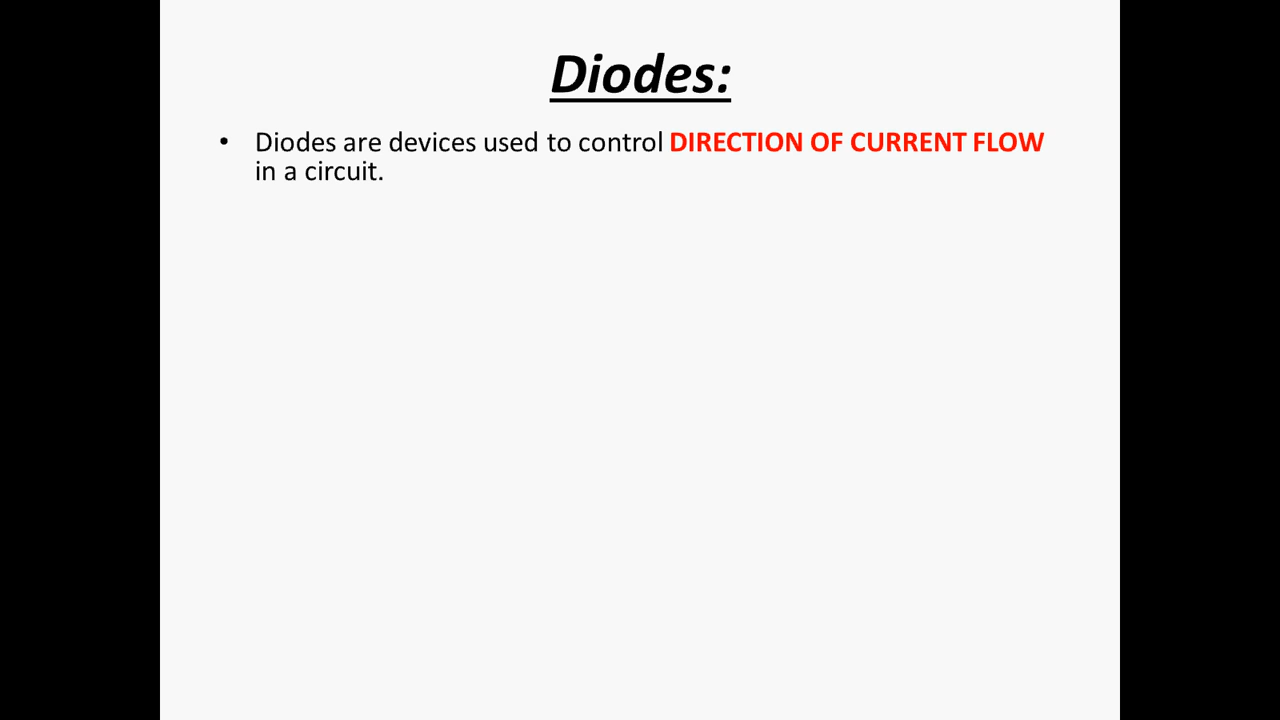 Diodes:
• Diodes are devices used to control DIRECTION OF CURRENT FLOW
in a circuit.